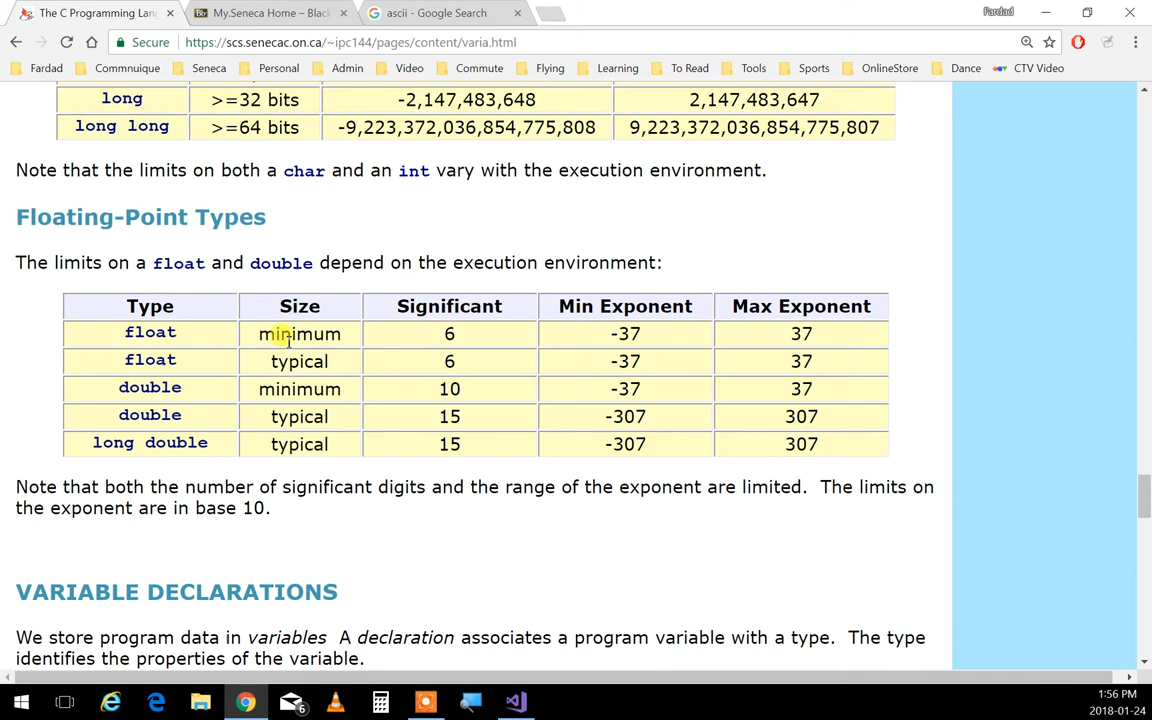 The C Programming Lan
My.Seneca Home – Black
ascii - Google Search
Fardad
Secure
https://scs.senecac.on.ca/~ipc144/pages/content/varia.html
Fardad Commnuique Seneca Personal Admin Video Commute Flying Learning To Read Tools Sports OnlineStore Dance CTV Video
long >=32 bits -2,147,483,648 2,147,483,647
long long >=64 bits -9,223,372,036,854,775,808 9,223,372,036,854,775,807
Note that the limits on both a char and an int vary with the execution environment.
Floating-Point Types
The limits on a float and double depend on the execution environment:
Type Size Significant Min Exponent Max Exponent
float minimum 6 -37 37
float typical 6 -37 37
double minimum 10 -37 37
double typical 15 -307 307
long double typical 15 -307 307
Note that both the number of significant digits and the range of the exponent are limited. The limits on
the exponent are in base 10.
VARIABLE DECLARATIONS
We store program data in variables A declaration associates a program variable with a type. The type
identifies the properties of the variable.
6
1:56 PM
2018-01-24